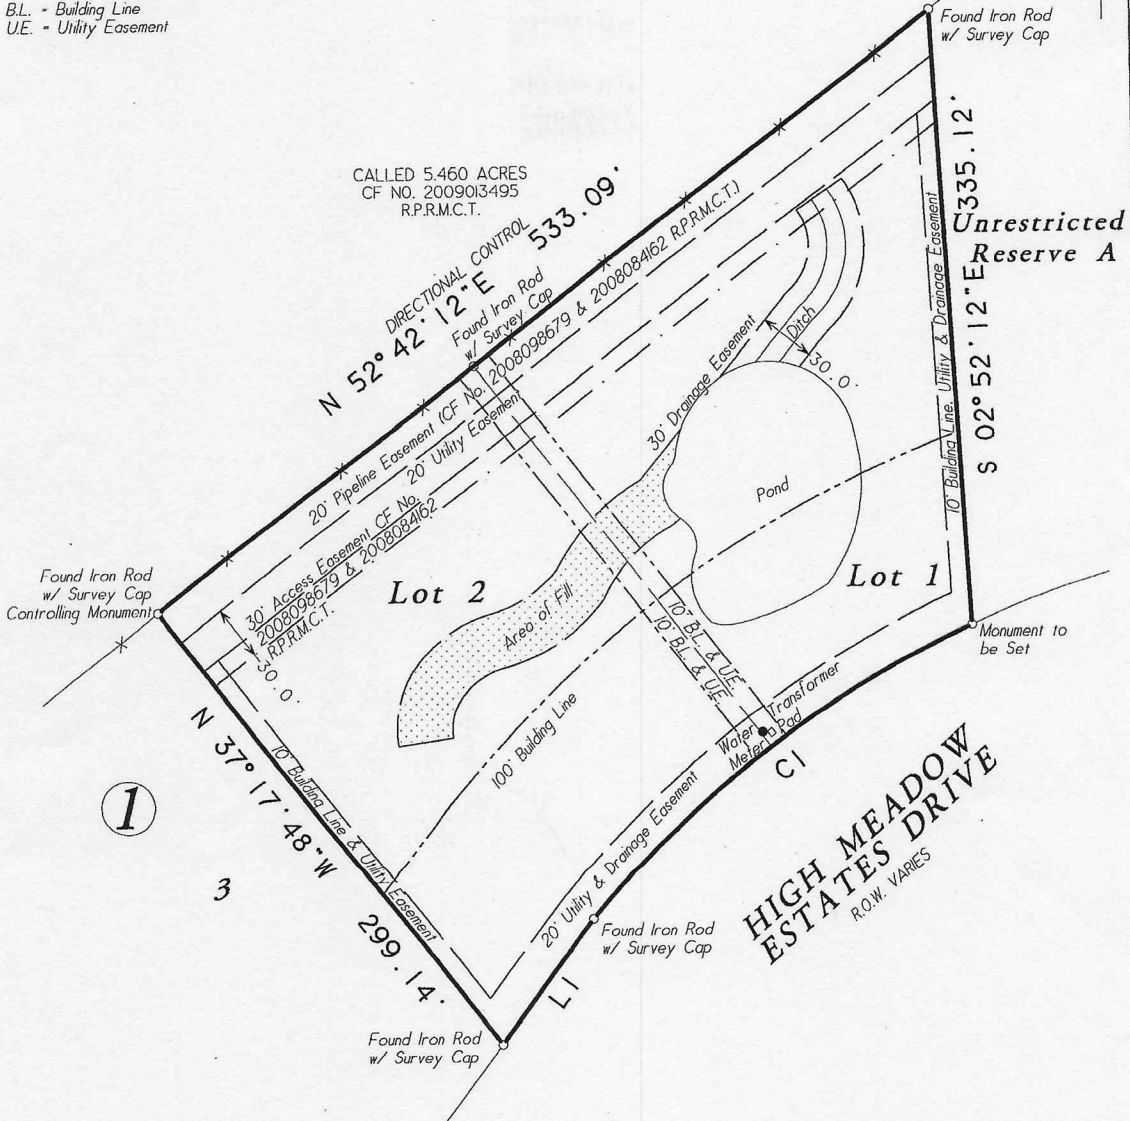 B.L. - Building Line
U.E. - Utility Easement
Found Iron Rod
w/ Survey Cap
CALLED 5.460 ACRES
CF NO. 2009013495
R.P.R.M.C.T.
DIRECTIONAL CONTROL
N 52° 42' 12" E 533.09'
Found Iron Rod
w/ Survey Cap
20' Pipeline Easement (CF No. 2008098679 & 2008084162 R.P.R.M.C.T.)
20' Utility Easement
335.12'
S 02° 52' 12" E
Unrestricted
Reserve A
10' Building Line, Utility & Drainage Easement
Ditch
30.0'
30' Drainage Easement
Pond
30' Access Easement CF No.
2008098679 & 2008084162
R.P.R.M.C.T.
30.0'
Found Iron Rod
w/ Survey Cap
Controlling Monument
Lot 2
Lot 1
Area of Fill
10' B.L. & U.E.
10' B.L. & U.E.
Monument to
be Set
100' Building Line
Water
Meter
Transformer
Pad
C1
N 37° 17' 48" W
299.14'
10' Building Line & Utility Easement
1
3
20' Utility & Drainage Easement
HIGH MEADOW
ESTATES DRIVE
R.O.W. VARIES
Found Iron Rod
w/ Survey Cap
L1
Found Iron Rod
w/ Survey Cap